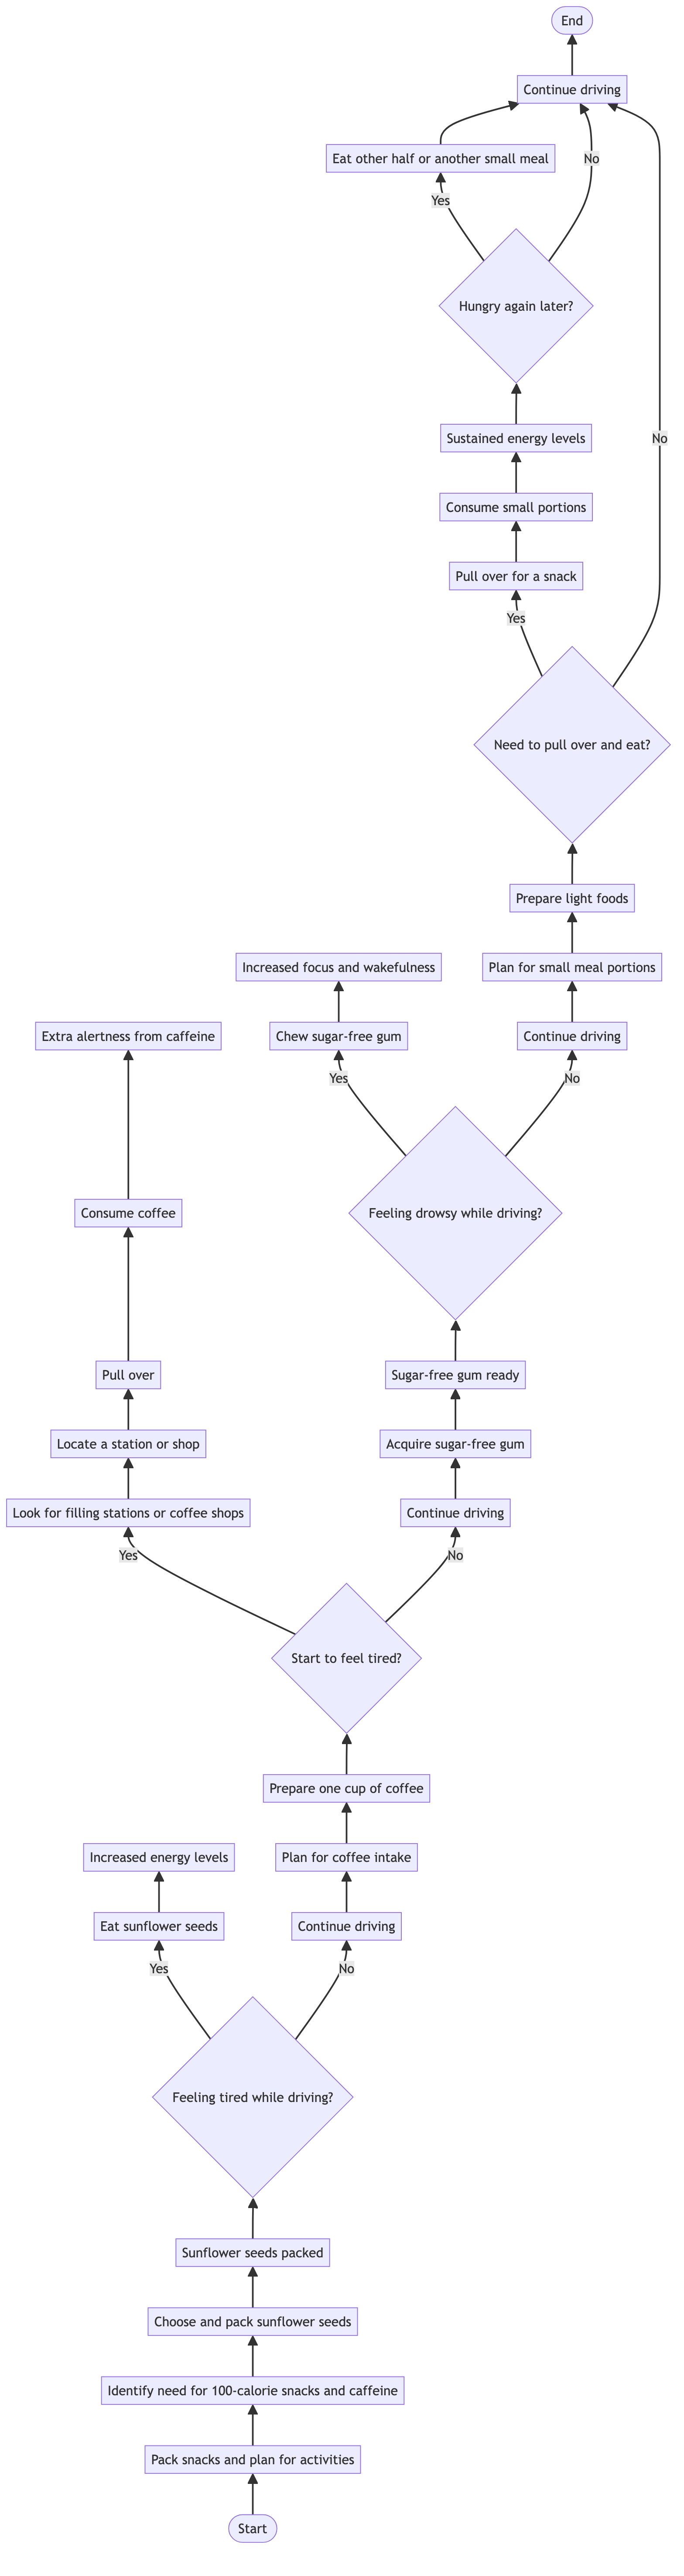 End
Continue driving
Eat other half or another small meal
No
Yes
Hungry again later?
Sustained energy levels
No
Consume small portions
Pull over for a snack
Yes
Need to pull over and eat?
Prepare light foods
Increased focus and wakefulness
Plan for small meal portions
Extra alertness from caffeine
Chew sugar-free gum
Continue driving
Yes
No
Consume coffee
Feeling drowsy while driving?
Pull over
Sugar-free gum ready
Locate a station or shop
Acquire sugar-free gum
Look for filling stations or coffee shops
Continue driving
Yes
No
Start to feel tired?
Prepare one cup of coffee
Increased energy levels
Plan for coffee intake
Eat sunflower seeds
Continue driving
Yes
No
Feeling tired while driving?
Sunflower seeds packed
Choose and pack sunflower seeds
Identify need for 100-calorie snacks and caffeine
Pack snacks and plan for activities
Start